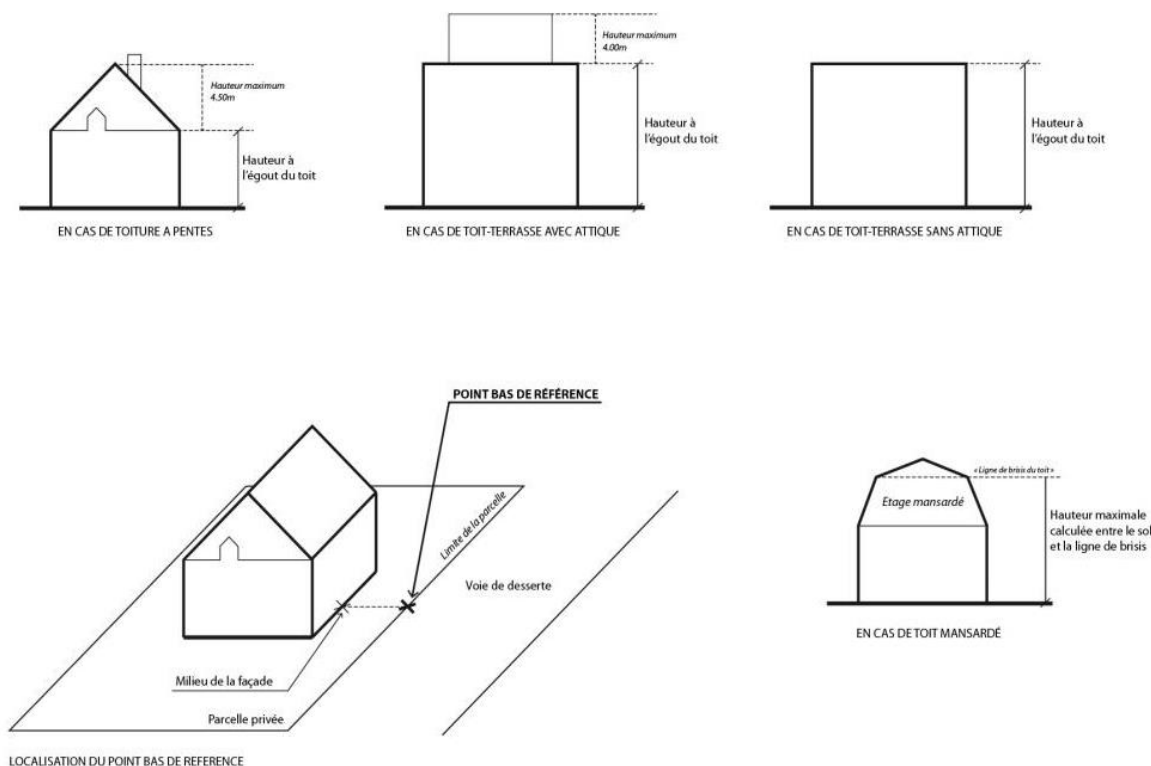 Hauteur maximum
4.50m
Hauteur à
l'égout du toit
EN CAS DE TOITURE A PENTES
Hauteur maximum
4.00m
Hauteur à
l'égout du toit
EN CAS DE TOIT-TERRASSE AVEC ATTIQUE
Hauteur à
l'égout du toit
EN CAS DE TOIT-TERRASSE SANS ATTIQUE
POINT BAS DE RÉFÉRENCE
Limite de la parcelle
Voie de desserte
Milieu de la façade
Parcelle privée
LOCALISATION DU POINT BAS DE REFERENCE
« Ligne de brisis du toit »
Etage mansardé
Hauteur maximale
calculée entre le sol
et la ligne de brisis
EN CAS DE TOIT MANSARDÉ